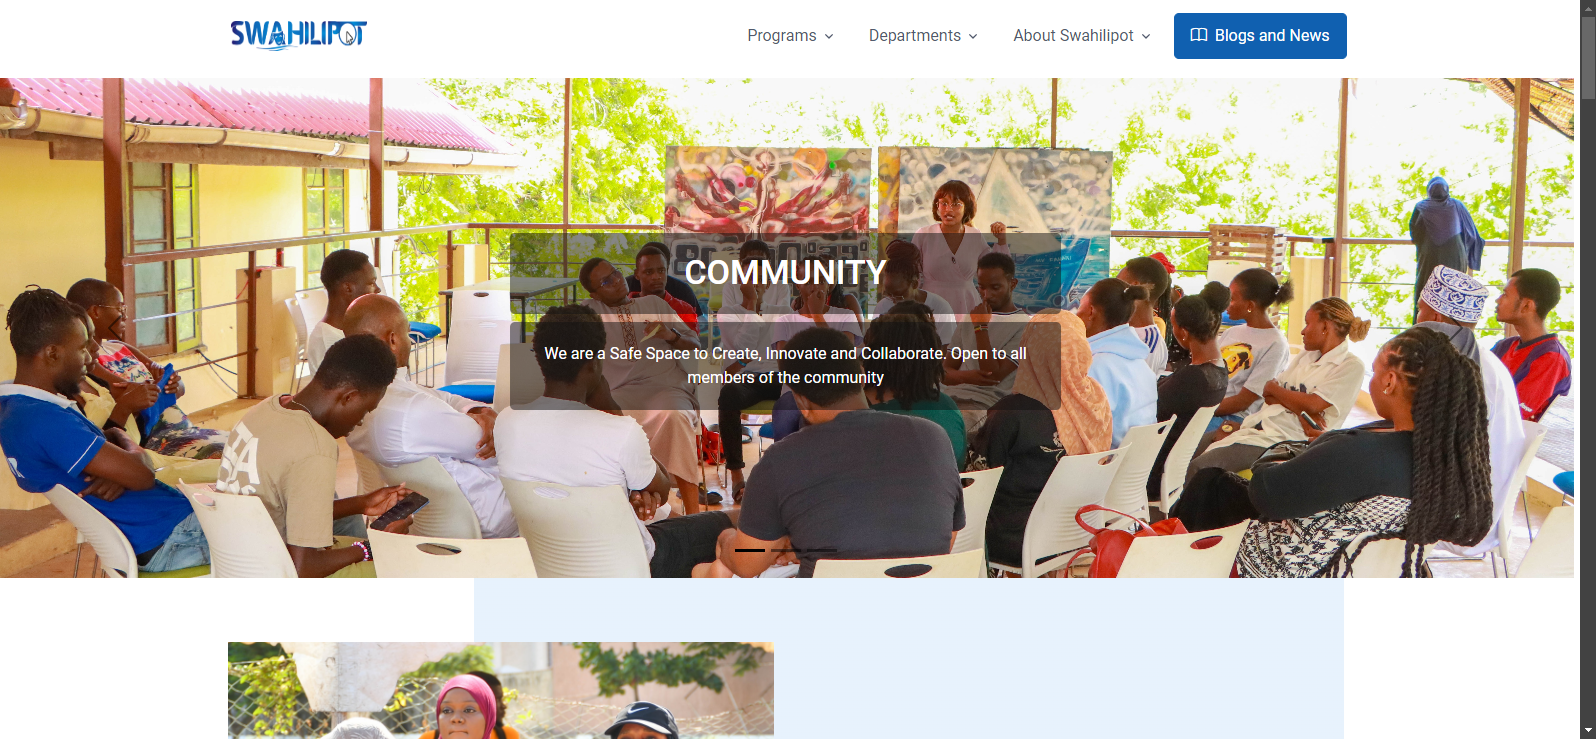 SWAHILIPOT
Programs
Departments
About Swahilipot
Blogs and News
COMMUNITY
We are a Safe Space to Create, Innovate and Collaborate. Open to all
members of the community